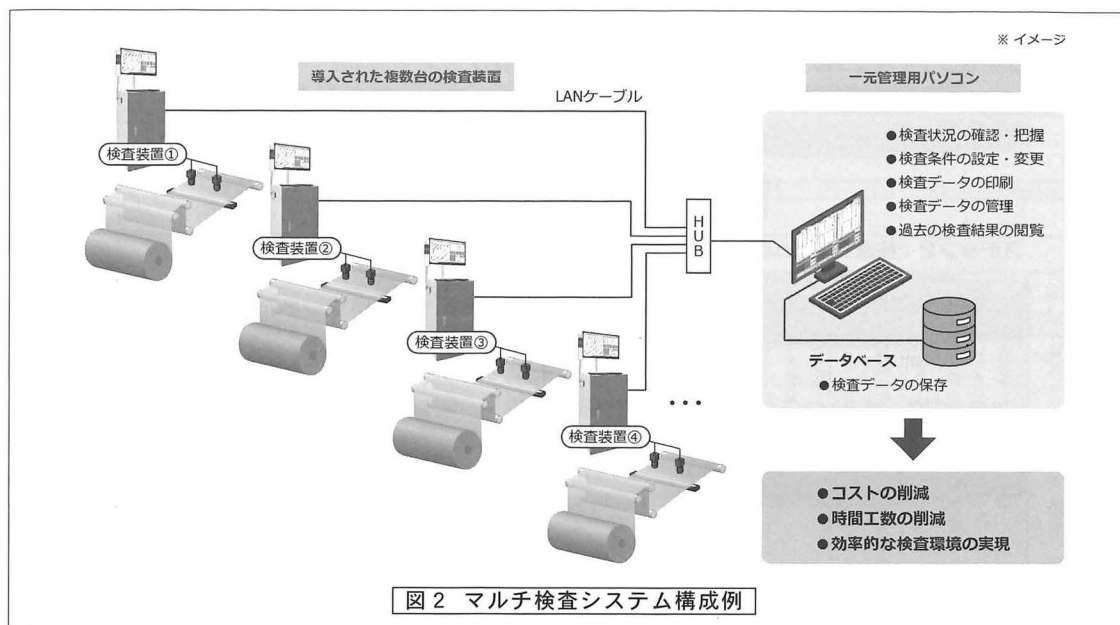 ※ イメージ
導入された複数台の検査装置
一元管理用パソコン
LANケーブル
検査装置①
検査装置②
検査装置③
検査装置④
・・・
HUB
●検査状況の確認・把握
●検査条件の設定・変更
●検査データの印刷
●検査データの管理
●過去の検査結果の閲覧
データベース
●検査データの保存
●コストの削減
●時間工数の削減
●効率的な検査環境の実現
図2 マルチ検査システム構成例